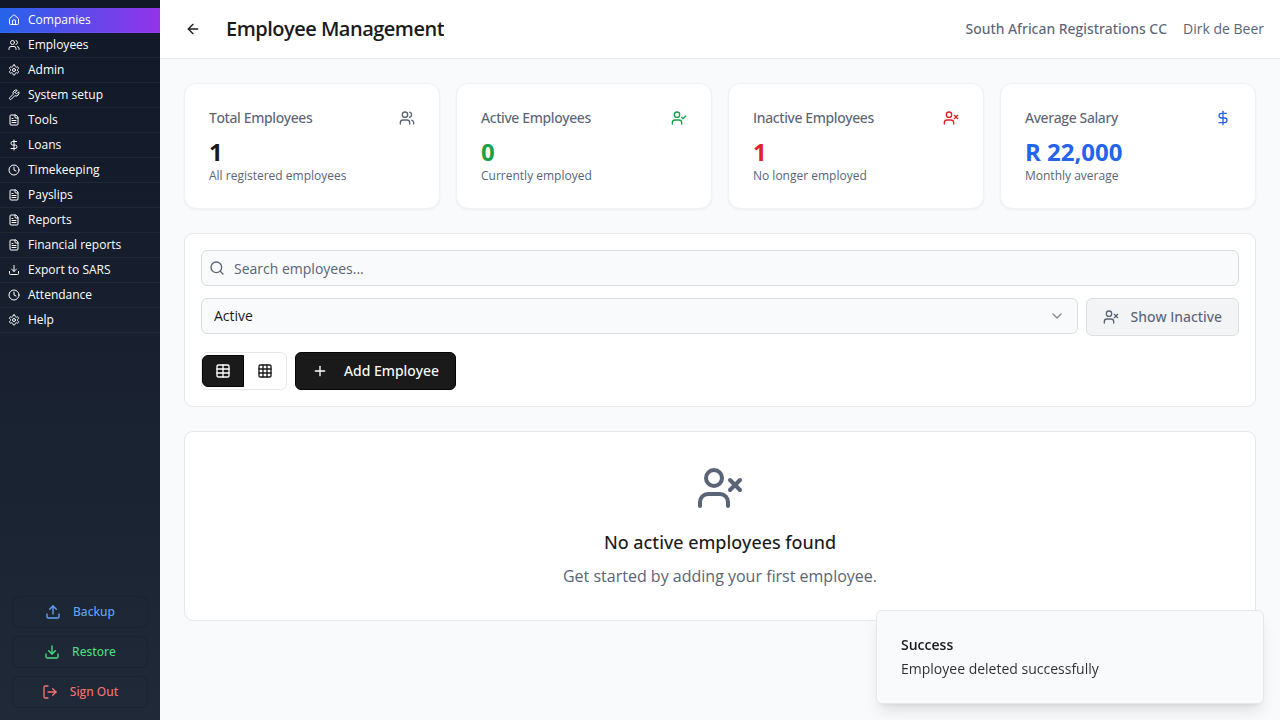 Companies
Employees
Admin
System setup
Tools
Loans
Timekeeping
Payslips
Reports
Financial reports
Export to SARS
Attendance
Help
Backup
Restore
Sign Out
Employee Management
South African Registrations CC
Dirk de Beer
Total Employees
1
All registered employees
Active Employees
0
Currently employed
Inactive Employees
1
No longer employed
Average Salary
R 22,000
Monthly average
Search employees...
Active
Show Inactive
Add Employee
No active employees found
Get started by adding your first employee.
Success
Employee deleted successfully